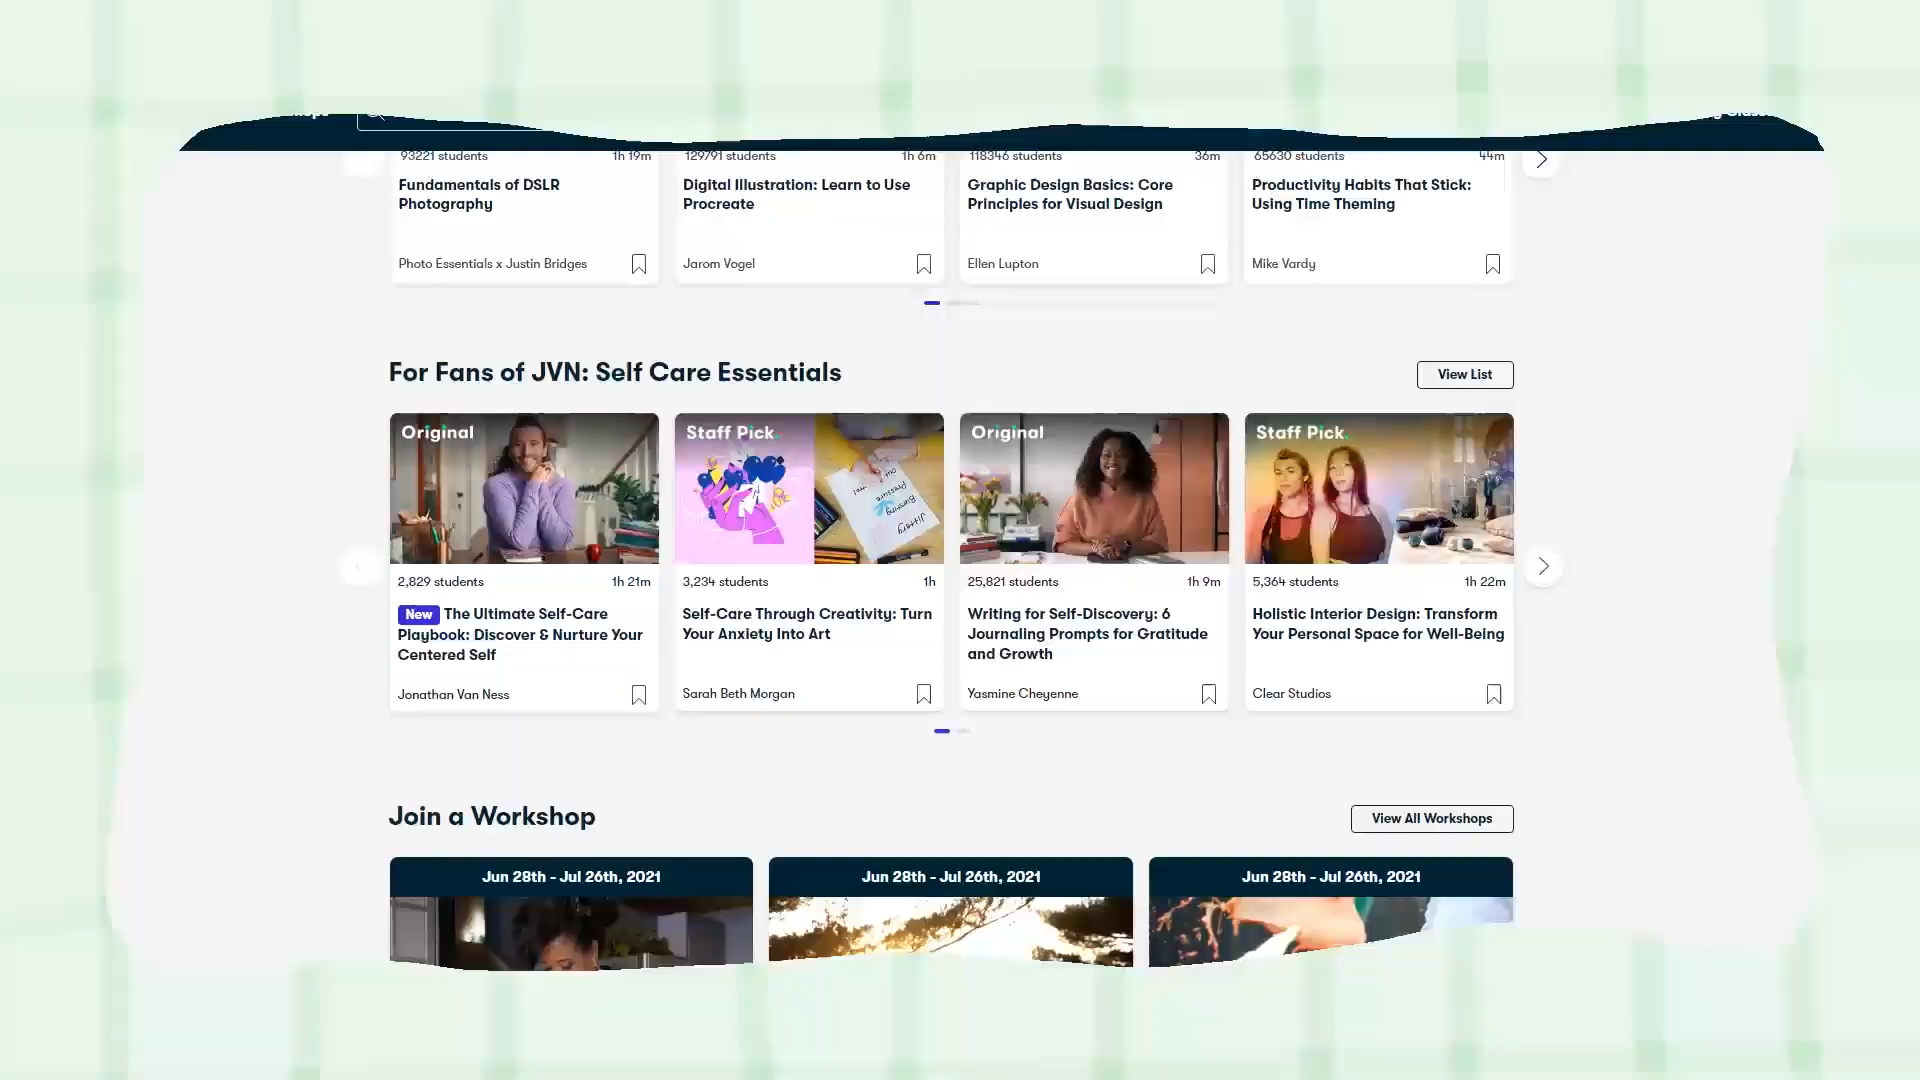 93221 students 1h 19m
129791 students 1h 6m
118346 students 36m
65630 students 44m
Fundamentals of DSLR
Photography
Digital Illustration: Learn to Use
Procreate
Graphic Design Basics: Core
Principles for Visual Design
Productivity Habits That Stick:
Using Time Theming
Photo Essentials x Justin Bridges
Jarom Vogel
Ellen Lupton
Mike Vardy
For Fans of JVN: Self Care Essentials
View List
Original
Staff Pick.
Original
Staff Pick.
Jittery
Burning
Pressure
2,829 students 1h 21m
3,234 students 1h
25,821 students 1h 9m
5,364 students 1h 22m
New The Ultimate Self-Care
Playbook: Discover & Nurture Your
Centered Self
Self-Care Through Creativity: Turn
Your Anxiety Into Art
Writing for Self-Discovery: 6
Journaling Prompts for Gratitude
and Growth
Holistic Interior Design: Transform
Your Personal Space for Well-Being
Jonathan Van Ness
Sarah Beth Morgan
Yasmine Cheyenne
Clear Studios
Join a Workshop
View All Workshops
Jun 28th - Jul 26th, 2021
Jun 28th - Jul 26th, 2021
Jun 28th - Jul 26th, 2021